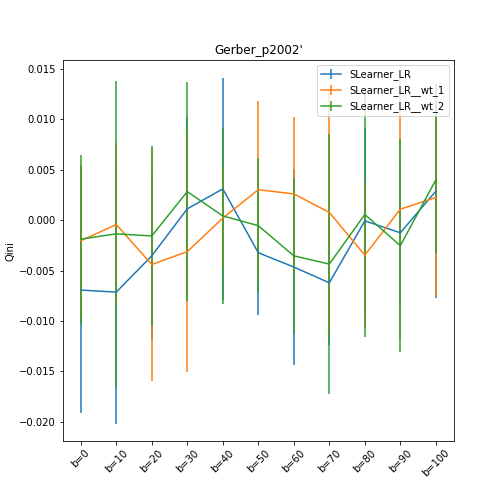 Gerber_p2002'
SLearner_LR
SLearner_LR__wt_1
SLearner_LR__wt_2
Qini
0.015
0.010
0.005
0.000
−0.005
−0.010
−0.015
−0.020
b=0
b=10
b=20
b=30
b=40
b=50
b=60
b=70
b=80
b=90
b=100